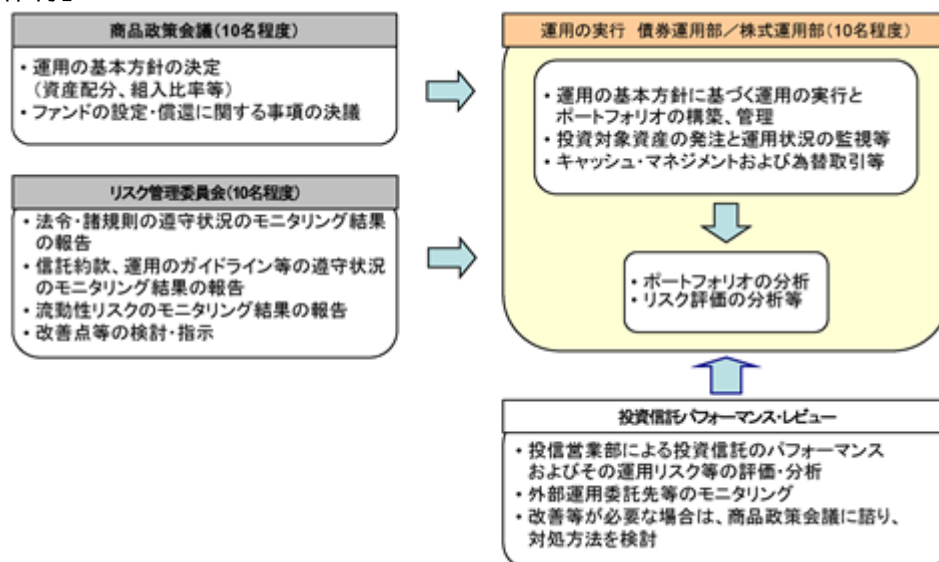 商品政策会議(10名程度)
・運用の基本方針の決定
(資産配分、組入比率等)
・ファンドの設定・償還に関する事項の決議
リスク管理委員会(10名程度)
・法令・諸規則の遵守状況のモニタリング結果
の報告
・信託約款、運用のガイドライン等の遵守状況
のモニタリング結果の報告
・流動性リスクのモニタリング結果の報告
・改善点等の検討・指示
運用の実行 債券運用部/株式運用部(10名程度)
・運用の基本方針に基づく運用の実行と
ポートフォリオの構築、管理
・投資対象資産の発注と運用状況の監視等
・キャッシュ・マネジメントおよび為替取引等
・ポートフォリオの分析
・リスク評価の分析等
投資信託パフォーマンス・レビュー
・投信営業部による投資信託のパフォーマンス
およびその運用リスク等の評価・分析
・外部運用委託先等のモニタリング
・改善等が必要な場合は、商品政策会議に諮り、
対処方法を検討